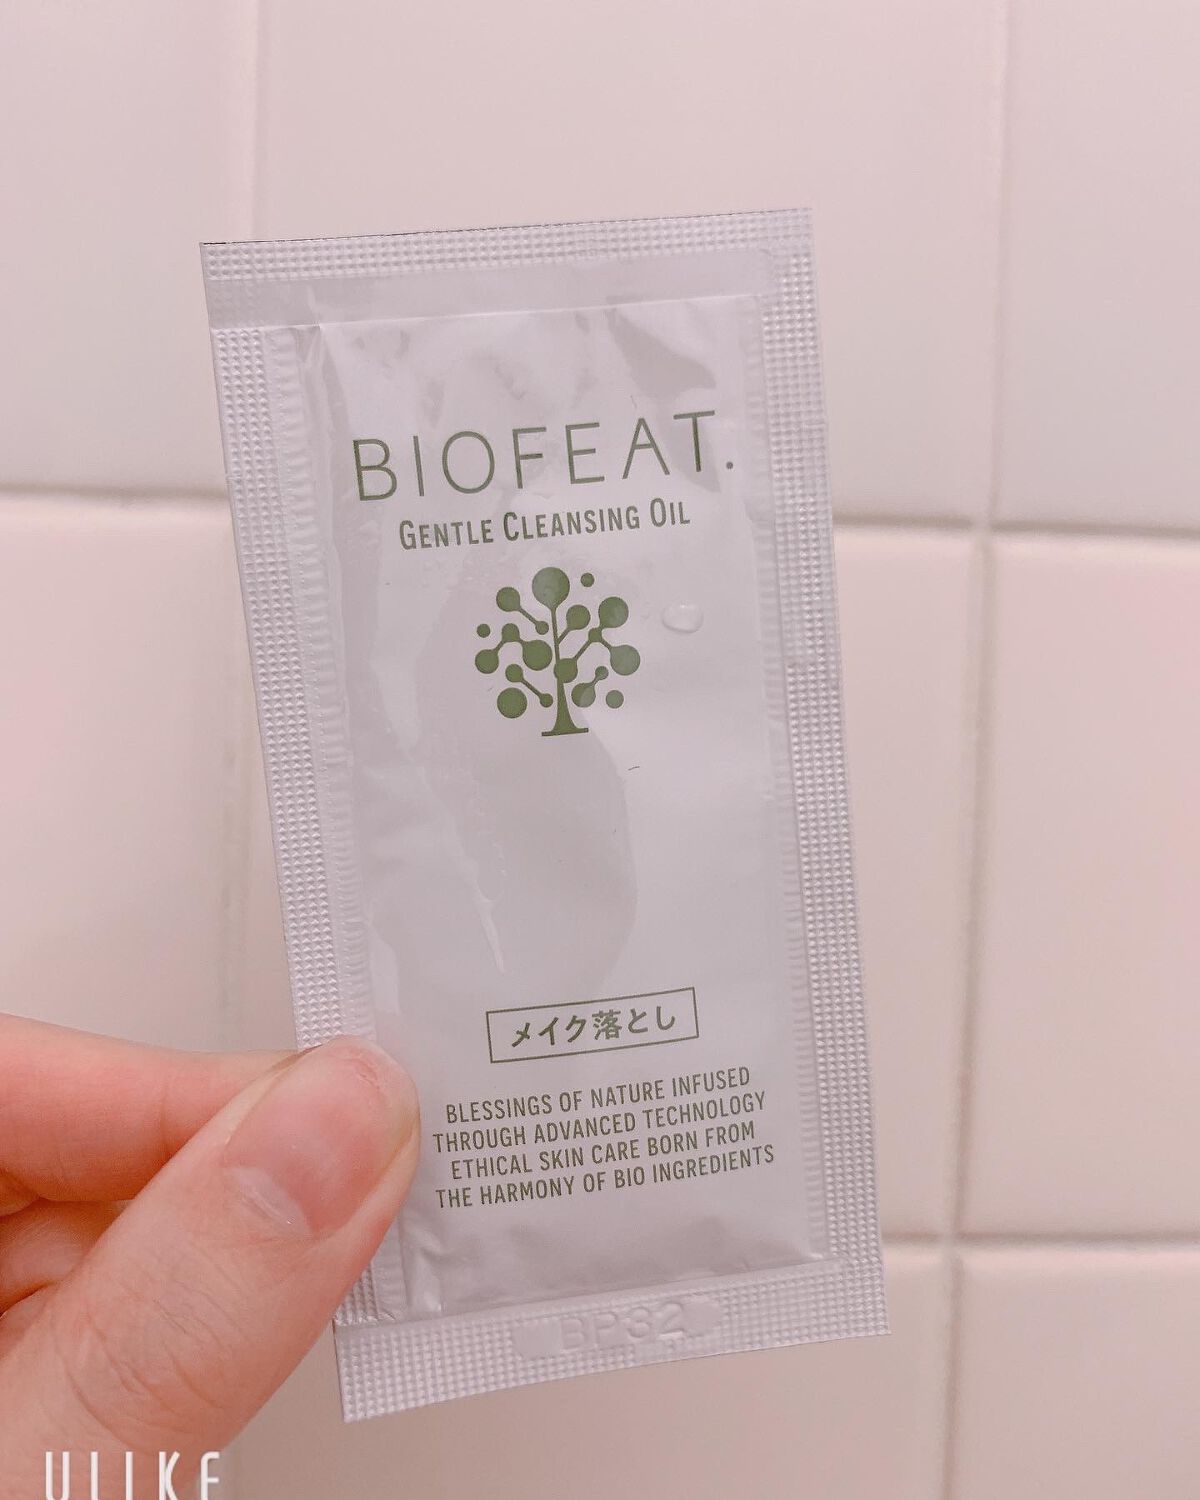 BIOFEAT.
GENTLE CLEANSING OIL
メイク落とし
BLESSINGS OF NATURE INFUSED
THROUGH ADVANCED TECHNOLOGY
ETHICAL SKIN CARE BORN FROM
THE HARMONY OF BIO INGREDIENTS
BP32
ULIKE